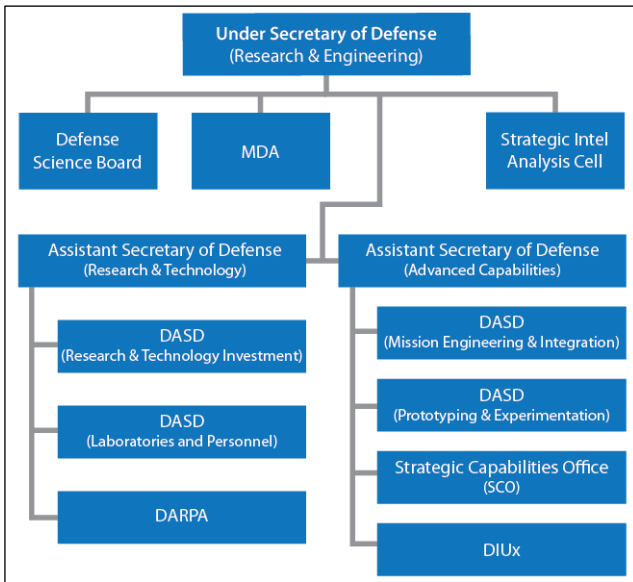 Under Secretary of Defense
(Research & Engineering)
Defense
Science Board
MDA
Strategic Intel
Analysis Cell
Assistant Secretary of Defense
(Research & Technology)
Assistant Secretary of Defense
(Advanced Capabilities)
DASD
(Research & Technology Investment)
DASD
(Laboratories and Personnel)
DARPA
DASD
(Mission Engineering & Integration)
DASD
(Prototyping & Experimentation)
Strategic Capabilities Office
(SCO)
DIUx